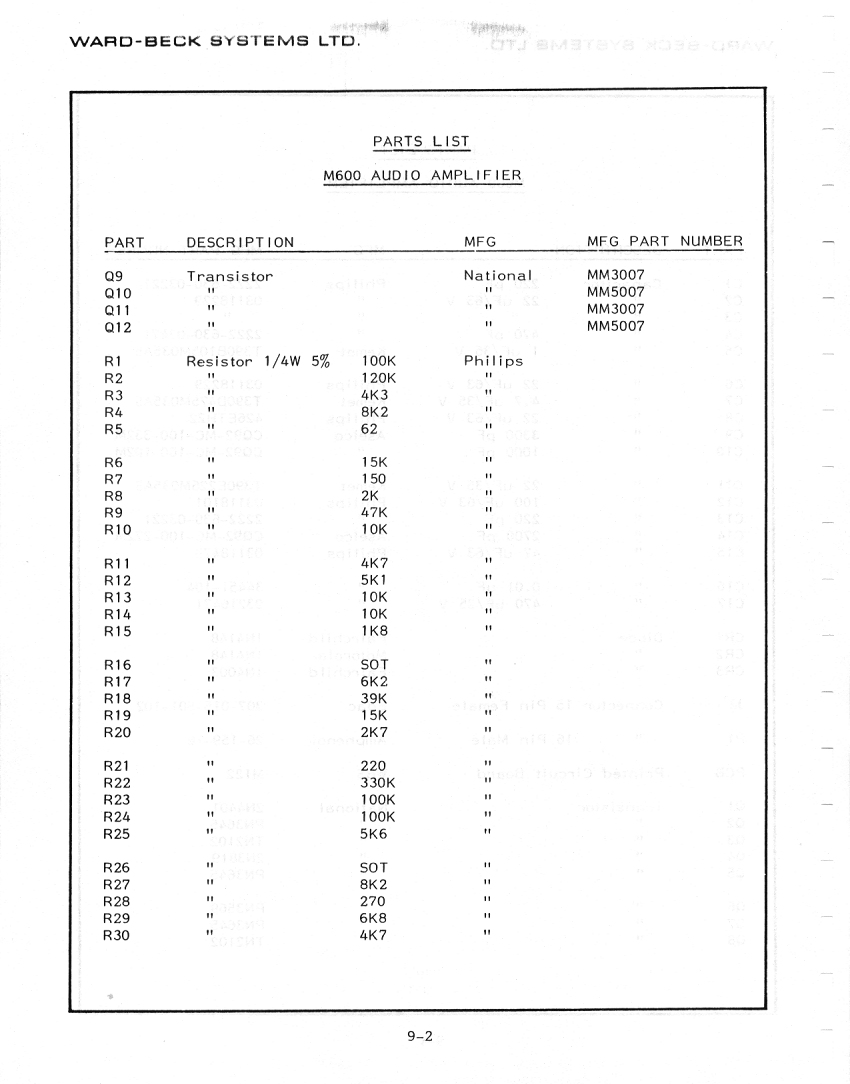 WARD-BECK SYSTEMS LTD.
PARTS LIST
M600 AUDIO AMPLIFIER
PART DESCRIPTION MFG MFG PART NUMBER
Q9 Transistor National MM3007
Q10 " " MM5007
Q11 " " MM3007
Q12 " " MM5007
R1 Resistor 1/4W 5% 100K Philips
R2 " 120K "
R3 " 4K3 "
R4 " 8K2 "
R5 " 62 "
R6 " 15K "
R7 " 150 "
R8 " 2K "
R9 " 47K "
R10 " 10K "
R11 " 4K7 "
R12 " 5K1 "
R13 " 10K "
R14 " 10K "
R15 " 1K8 "
R16 " SOT "
R17 " 6K2 "
R18 " 39K "
R19 " 15K "
R20 " 2K7 "
R21 " 220 "
R22 " 330K "
R23 " 100K "
R24 " 100K "
R25 " 5K6 "
R26 " SOT "
R27 " 8K2 "
R28 " 270 "
R29 " 6K8 "
R30 " 4K7 "
9-2